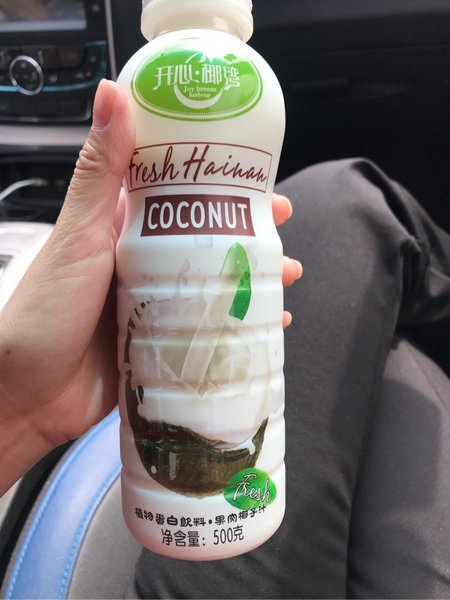 开心·椰湾
Joy breeze
harbour
Fresh Hainan
COCONUT
Fresh
植物蛋白飲料·果肉椰子汁
净含量：500克